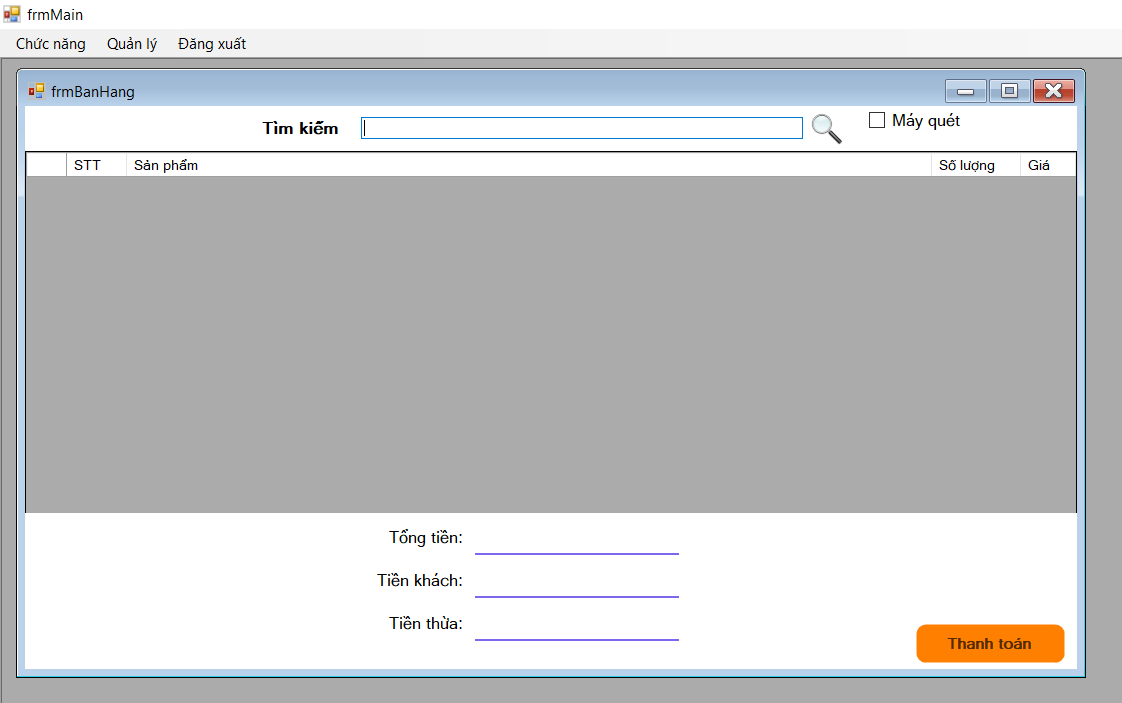 frmMain
Chức năng Quản lý Đăng xuất
frmBanHang
Tìm kiếm Máy quét
STT Sản phẩm Số lượng Giá
Tổng tiền:
Tiền khách:
Tiền thừa:
Thanh toán